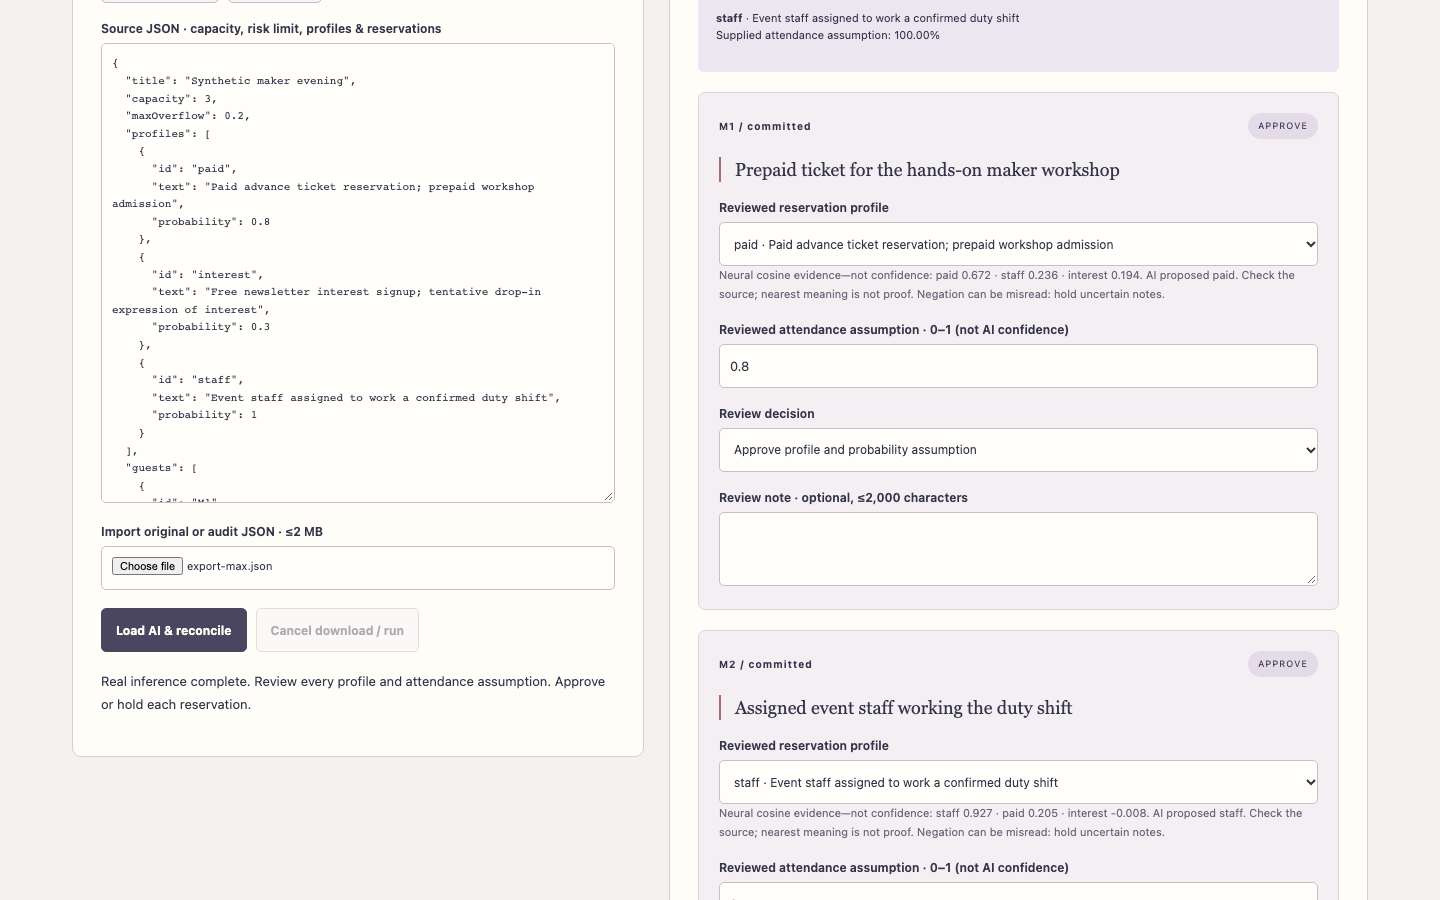 Source JSON · capacity, risk limit, profiles & reservations
{
"title": "Synthetic maker evening",
"capacity": 3,
"maxOverflow": 0.2,
"profiles": [
{
"id": "paid",
"text": "Paid advance ticket reservation; prepaid workshop
admission",
"probability": 0.8
},
{
"id": "interest",
"text": "Free newsletter interest signup; tentative drop-in
expression of interest",
"probability": 0.3
},
{
"id": "staff",
"text": "Event staff assigned to work a confirmed duty shift",
"probability": 1
}
],
"guests": [
{
Import original or audit JSON · ≤2 MB
Choose file export-max.json
Load AI & reconcile
Cancel download / run
Real inference complete. Review every profile and attendance assumption. Approve
or hold each reservation.
staff · Event staff assigned to work a confirmed duty shift
Supplied attendance assumption: 100.00%
M1 / committed
APPROVE
Prepaid ticket for the hands-on maker workshop
Reviewed reservation profile
paid · Paid advance ticket reservation; prepaid workshop admission
Neural cosine evidence—not confidence: paid 0.672 · staff 0.236 · interest 0.194. AI proposed paid. Check the
source; nearest meaning is not proof. Negation can be misread: hold uncertain notes.
Reviewed attendance assumption · 0–1 (not AI confidence)
0.8
Review decision
Approve profile and probability assumption
Review note · optional, ≤2,000 characters
M2 / committed
APPROVE
Assigned event staff working the duty shift
Reviewed reservation profile
staff · Event staff assigned to work a confirmed duty shift
Neural cosine evidence—not confidence: staff 0.927 · paid 0.205 · interest -0.008. AI proposed staff. Check the
source; nearest meaning is not proof. Negation can be misread: hold uncertain notes.
Reviewed attendance assumption · 0–1 (not AI confidence)